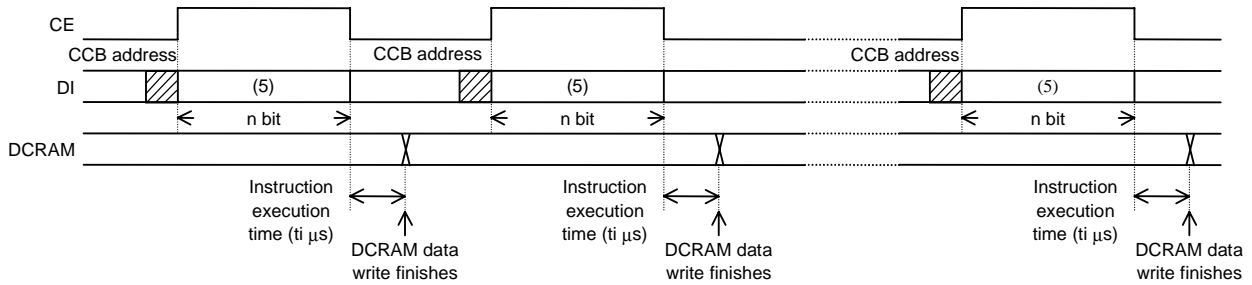 CE
CCB address
CCB address
CCB address
DI
(5)
(5)
(5)
n bit
n bit
n bit
DCRAM
Instruction
execution
time (ti μs)
Instruction
execution
time (ti μs)
Instruction
execution
time (ti μs)
DCRAM data
write finishes
DCRAM data
write finishes
DCRAM data
write finishes